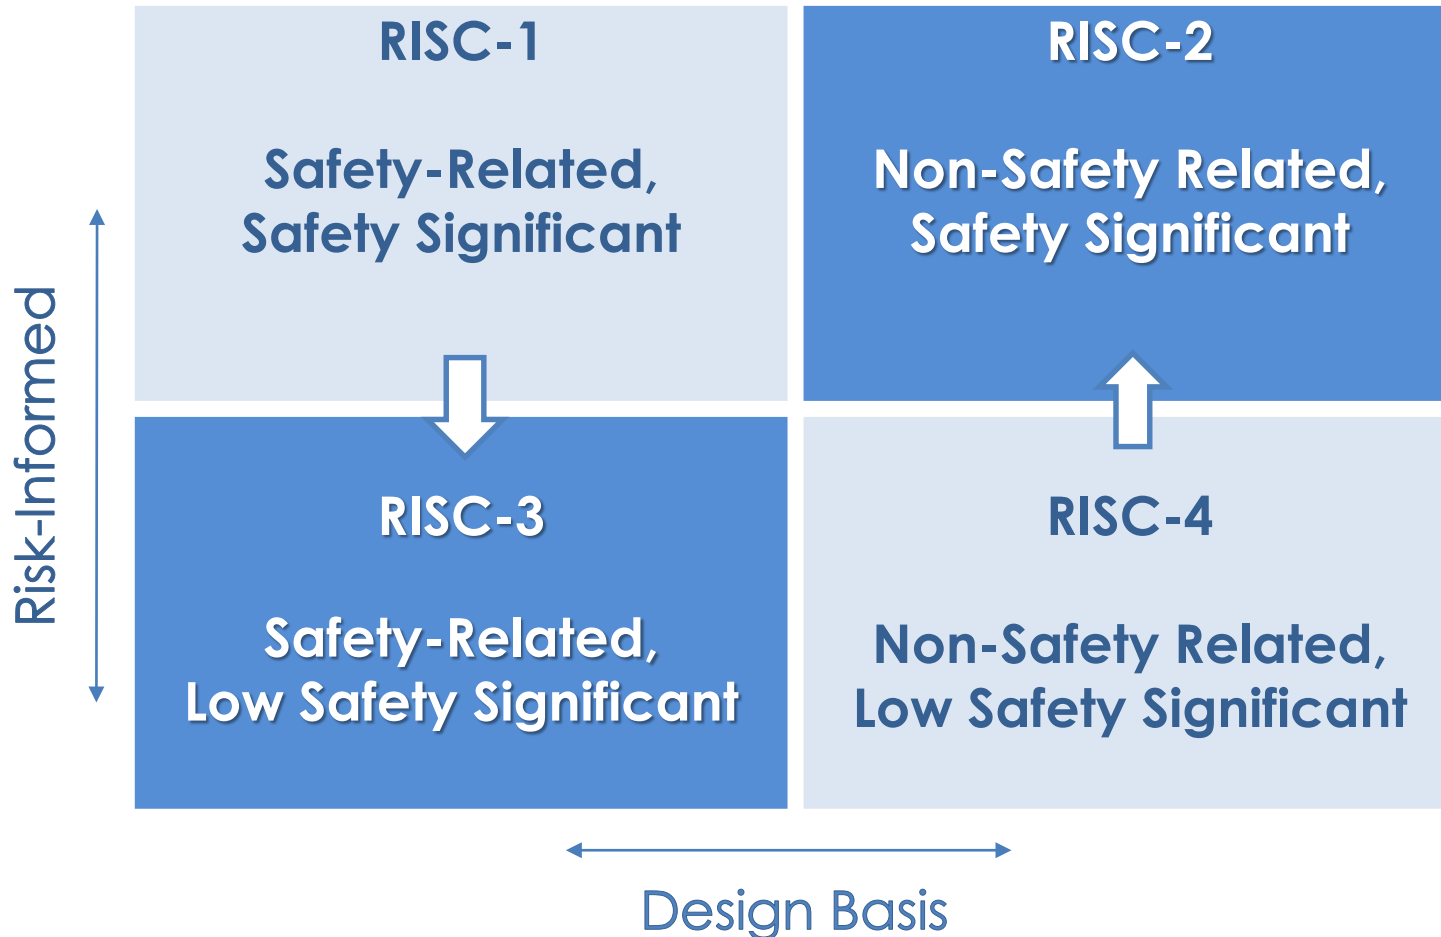 RISC-1
Safety-Related,
Safety Significant
RISC-2
Non-Safety Related,
Safety Significant
RISC-3
Safety-Related,
Low Safety Significant
RISC-4
Non-Safety Related,
Low Safety Significant
Risk-Informed
Design Basis